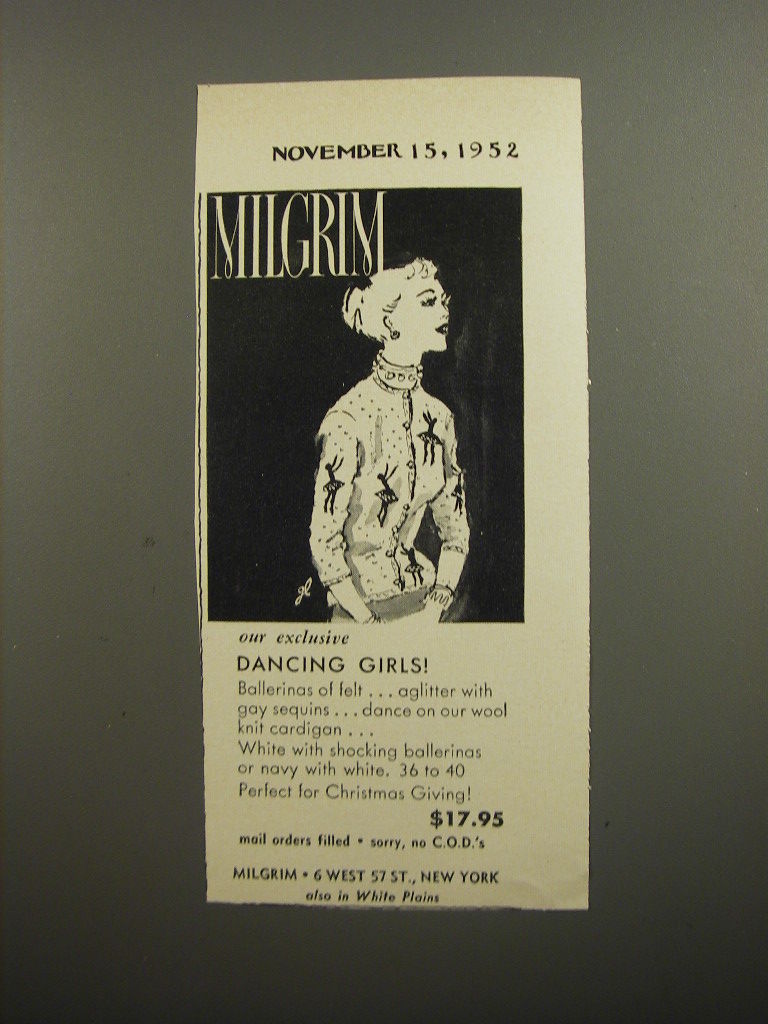 NOVEMBER 15, 1952
MILGRIM
our exclusive
DANCING GIRLS!
Ballerinas of felt . . . aglitter with
gay sequins . . . dance on our wool
knit cardigan . . .
White with shocking ballerinas
or navy with white. 36 to 40
Perfect for Christmas Giving!
$17.95
mail orders filled • sorry, no C.O.D.'s
MILGRIM • 6 WEST 57 ST., NEW YORK
also in White Plains